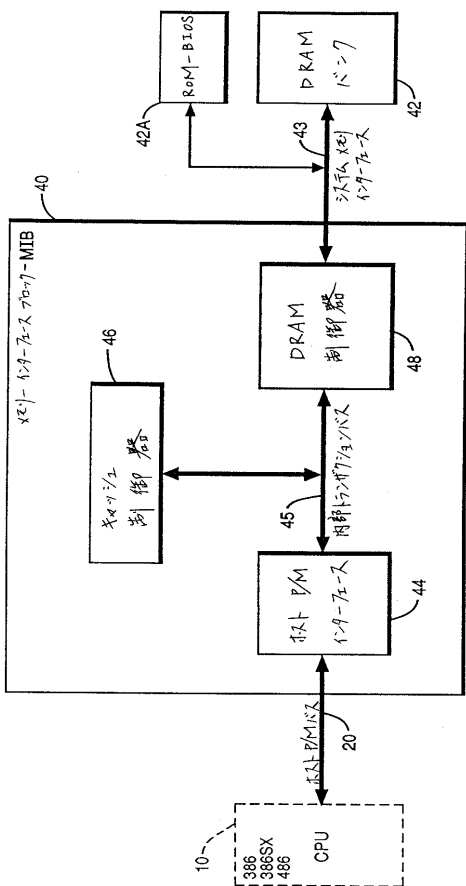 メモリー インターフェース ブロック-MIB
40
キャッシュ
制御器
46
ROM-BIOS
42A
DRAM
バンク
42
43
システム メモリ
インターフェース
DRAM
制御器
48
45
内部トランザクションバス
ホスト P/M
インターフェース
44
ホストP/Mバス
20
10
386
386SX
486
CPU